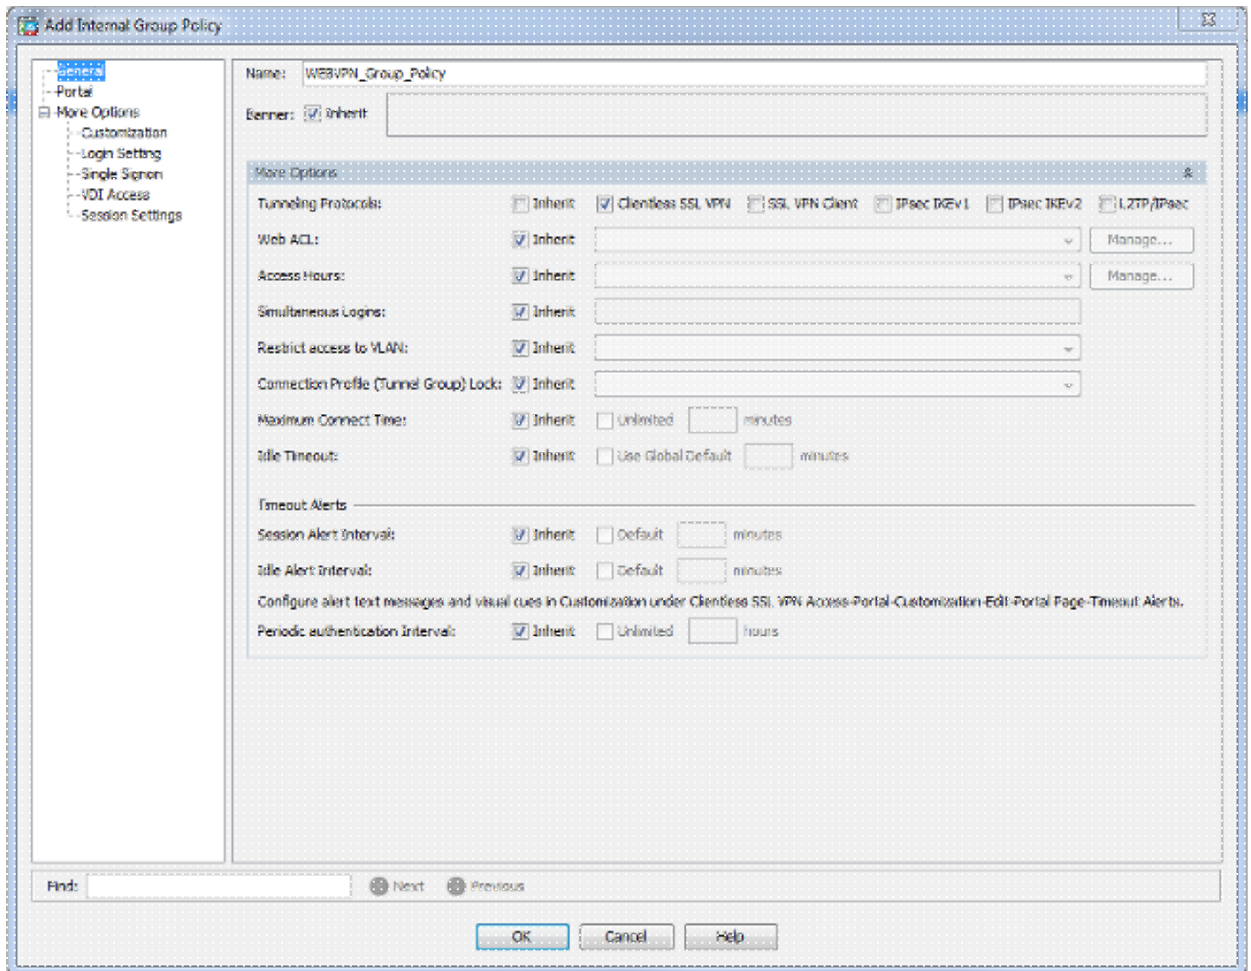 Add Internal Group Policy
General
Portal
More Options
Customization
Login Setting
Single Signon
VDI Access
Session Settings
Name: WEBVPN_Group_Policy
Banner: Inherit
More Options
Tunneling Protocols: Inherit Clientless SSL VPN SSL VPN Client IPsec IKEv1 IPsec IKEv2 L2TP/IPsec
Web ACL: Inherit Manage...
Access Hours: Inherit Manage...
Simultaneous Logins: Inherit
Restrict access to VLAN: Inherit
Connection Profile (Tunnel Group) Lock: Inherit
Maximum Connect Time: Inherit Unlimited minutes
Idle Timeout: Inherit Use Global Default minutes
Timeout Alerts
Session Alert Interval: Inherit Default minutes
Idle Alert Interval: Inherit Default minutes
Configure alert text messages and visual cues in Customization under Clientless SSL VPN Access-Portal-Customization-Edit-Portal Page-Timeout Alerts.
Periodic authentication Interval: Inherit Unlimited hours
Find: Next Previous
OK Cancel Help